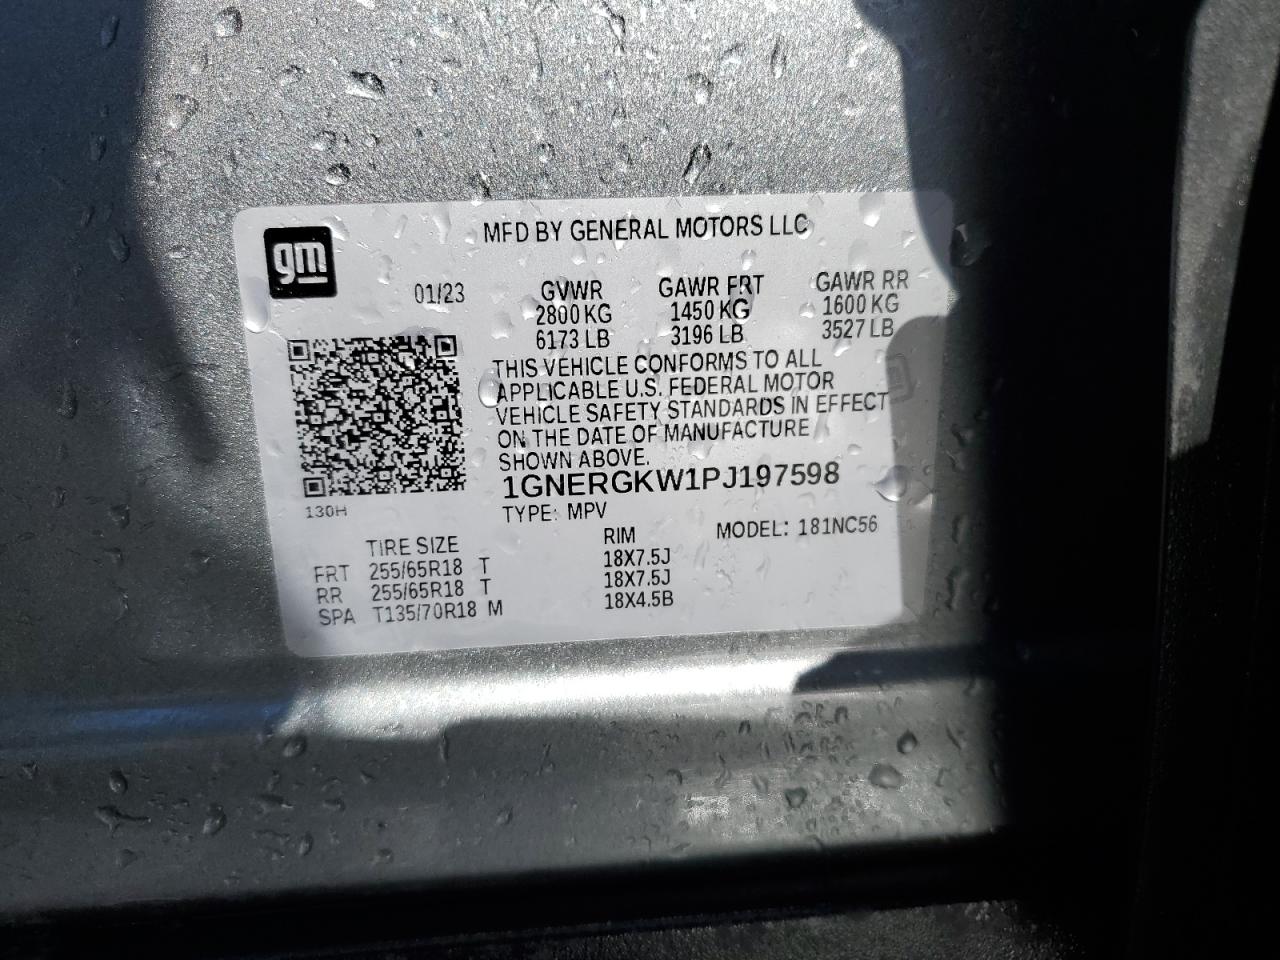 MFD BY GENERAL MOTORS LLC
gm
01/23
GVWR GAWR FRT GAWR RR
2800 KG 1450 KG 1600 KG
6173 LB 3196 LB 3527 LB
THIS VEHICLE CONFORMS TO ALL
APPLICABLE U.S. FEDERAL MOTOR
VEHICLE SAFETY STANDARDS IN EFFECT
ON THE DATE OF MANUFACTURE
SHOWN ABOVE.
1GNERGKW1PJ197598
130H
TYPE: MPV
MODEL: 181NC56
TIRE SIZE RIM
FRT 255/65R18 T 18X7.5J
RR 255/65R18 T 18X7.5J
SPA T135/70R18 M 18X4.5B